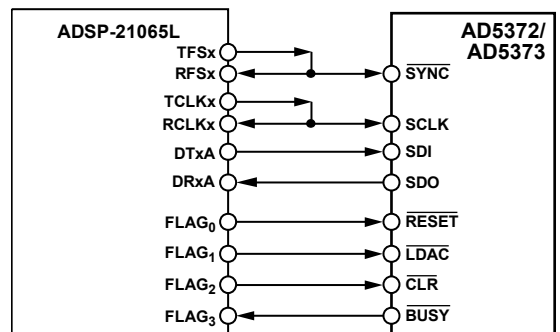 ADSP-21065L
AD5372/
AD5373
TFSx
RFSx
SYNC
TCLKx
RCLKx
SCLK
DTxA
SDI
DRxA
SDO
FLAG0
RESET
FLAG1
LDAC
FLAG2
CLR
FLAG3
BUSY